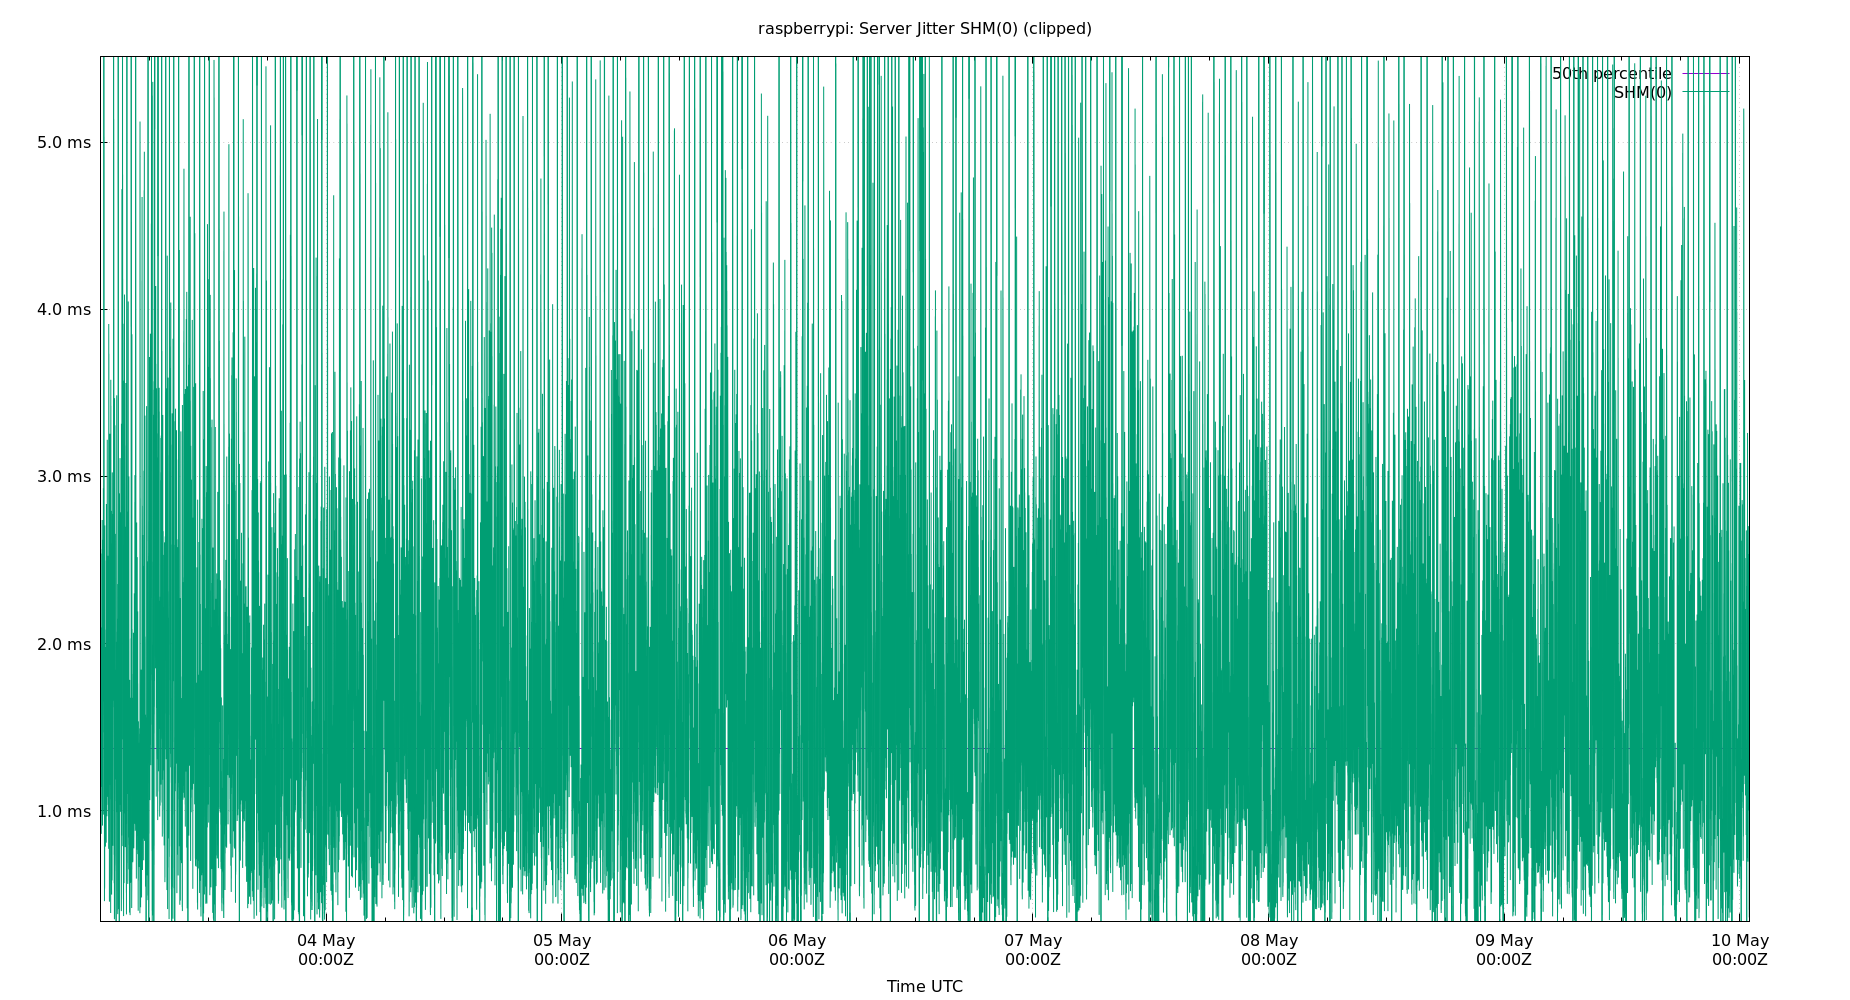 raspberrypi: Server Jitter SHM(0) (clipped)
50th percentile
SHM(0)
5.0 ms
4.0 ms
3.0 ms
2.0 ms
1.0 ms
04 May 05 May 06 May 07 May 08 May 09 May 10 May
00:00Z 00:00Z 00:00Z 00:00Z 00:00Z 00:00Z 00:00Z
Time UTC